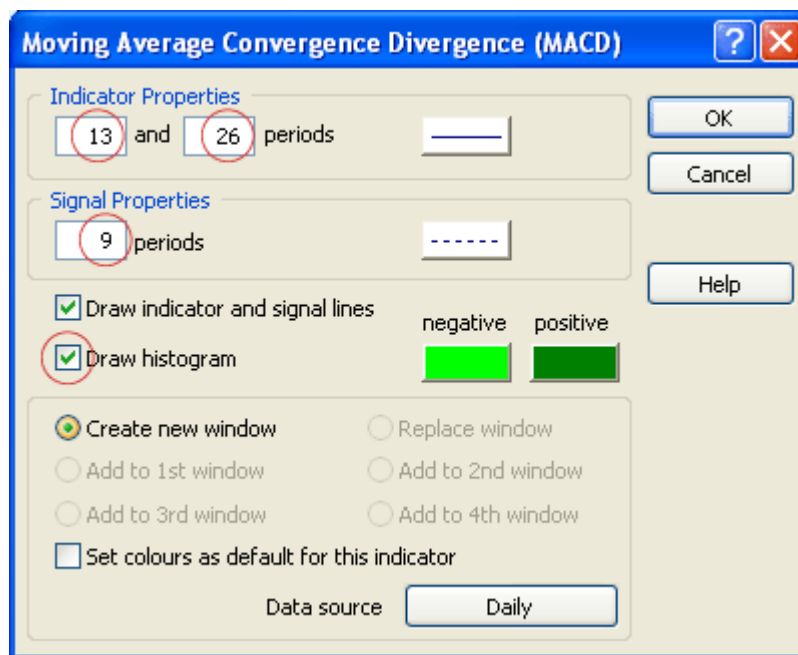 Moving Average Convergence Divergence (MACD)
Indicator Properties
13 and 26 periods
OK
Cancel
Signal Properties
9 periods
Help
Draw indicator and signal lines
negative positive
Draw histogram
Create new window Replace window
Add to 1st window Add to 2nd window
Add to 3rd window Add to 4th window
Set colours as default for this indicator
Data source Daily